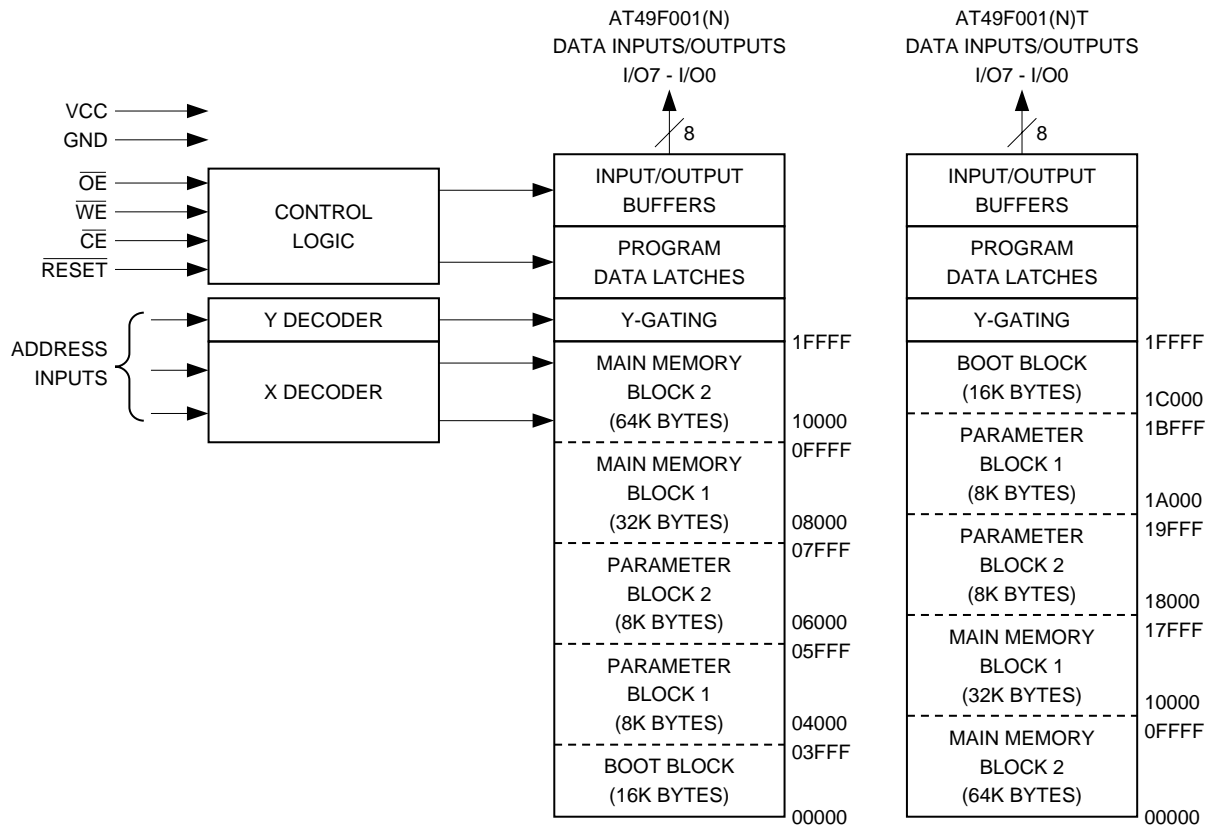 AT49F001(N)
DATA INPUTS/OUTPUTS
I/O7 - I/O0
8
AT49F001(N)T
DATA INPUTS/OUTPUTS
I/O7 - I/O0
8
VCC
GND
OE
WE
CE
RESET
CONTROL
LOGIC
ADDRESS
INPUTS
Y DECODER
X DECODER
INPUT/OUTPUT
BUFFERS
PROGRAM
DATA LATCHES
Y-GATING
1FFFF
MAIN MEMORY
BLOCK 2
(64K BYTES)
10000
0FFFF
MAIN MEMORY
BLOCK 1
(32K BYTES)
08000
07FFF
PARAMETER
BLOCK 2
(8K BYTES)
06000
05FFF
PARAMETER
BLOCK 1
(8K BYTES)
04000
03FFF
BOOT BLOCK
(16K BYTES)
00000
INPUT/OUTPUT
BUFFERS
PROGRAM
DATA LATCHES
Y-GATING
1FFFF
BOOT BLOCK
(16K BYTES)
1C000
1BFFF
PARAMETER
BLOCK 1
(8K BYTES)
1A000
19FFF
PARAMETER
BLOCK 2
(8K BYTES)
18000
17FFF
MAIN MEMORY
BLOCK 1
(32K BYTES)
10000
0FFFF
MAIN MEMORY
BLOCK 2
(64K BYTES)
00000